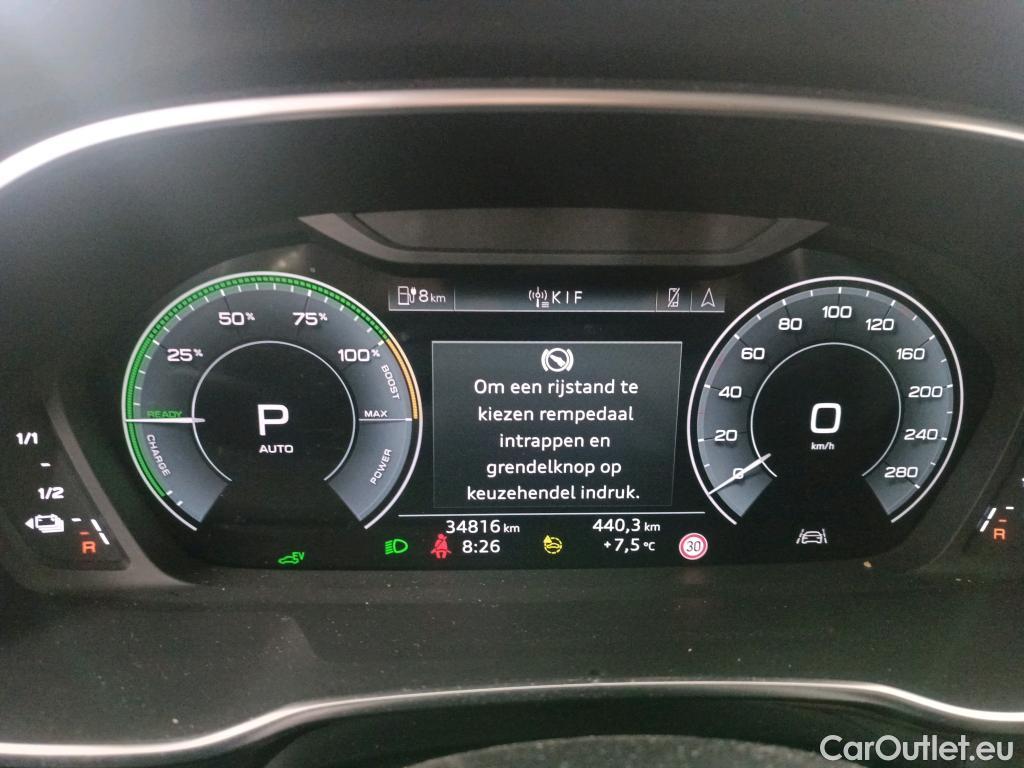 8 km
KIF
50%
75%
25%
100%
BOOST
READY
MAX
CHARGE
POWER
P
AUTO
Om een rijstand te
kiezen rempedaal
intrappen en
grendelknop op
keuzehendel indruk.
0
20
40
60
80
100
120
160
200
240
280
0
km/h
1/1
1/2
R
34816 km
440,3 km
8:26
+7,5 °C
EV
30
R
CarOutlet.eu